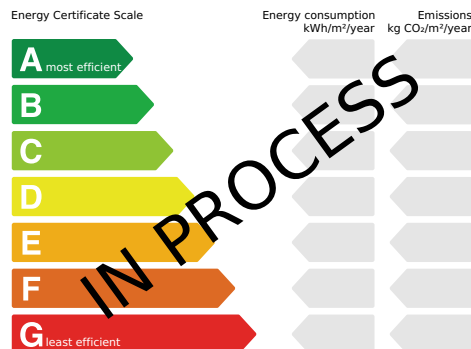 Energy Certificate Scale
Energy consumption
kWh/m²/year
Emissions
kg CO₂/m²/year
A most efficient
B
C
D
E
F
G least efficient
IN PROCESS